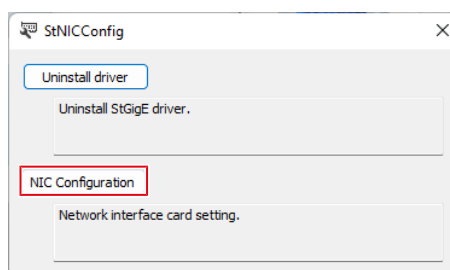 StNICConfig
Uninstall driver
Uninstall StGigE driver.
NIC Configuration
Network interface card setting.